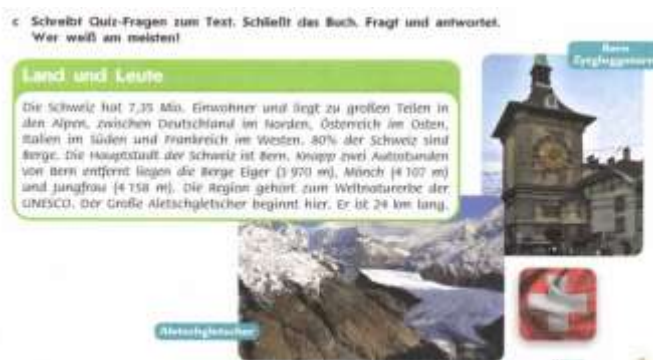 c Schreibt Quiz-Fragen zum Text. Schließt das Buch. Fragt und antwortet.
Wer weiß am meisten?
Bern
Zytgloggeturm
Land und Leute
Die Schweiz hat 7,35 Mio. Einwohner und liegt zu großen Teilen in
den Alpen, zwischen Deutschland im Norden, Österreich im Osten,
Italien im Süden und Frankreich im Westen. 80% der Schweiz sind
Berge. Die Hauptstadt der Schweiz ist Bern. Knapp zwei Autostunden
von Bern entfernt liegen die Berge Eiger (3 970 m), Mönch (4 107 m)
und Jungfrau (4 158 m). Die Region gehört zum Weltnaturerbe der
UNESCO. Der Große Aletschgletscher beginnt hier. Er ist 24 km lang.
Aletschgletscher